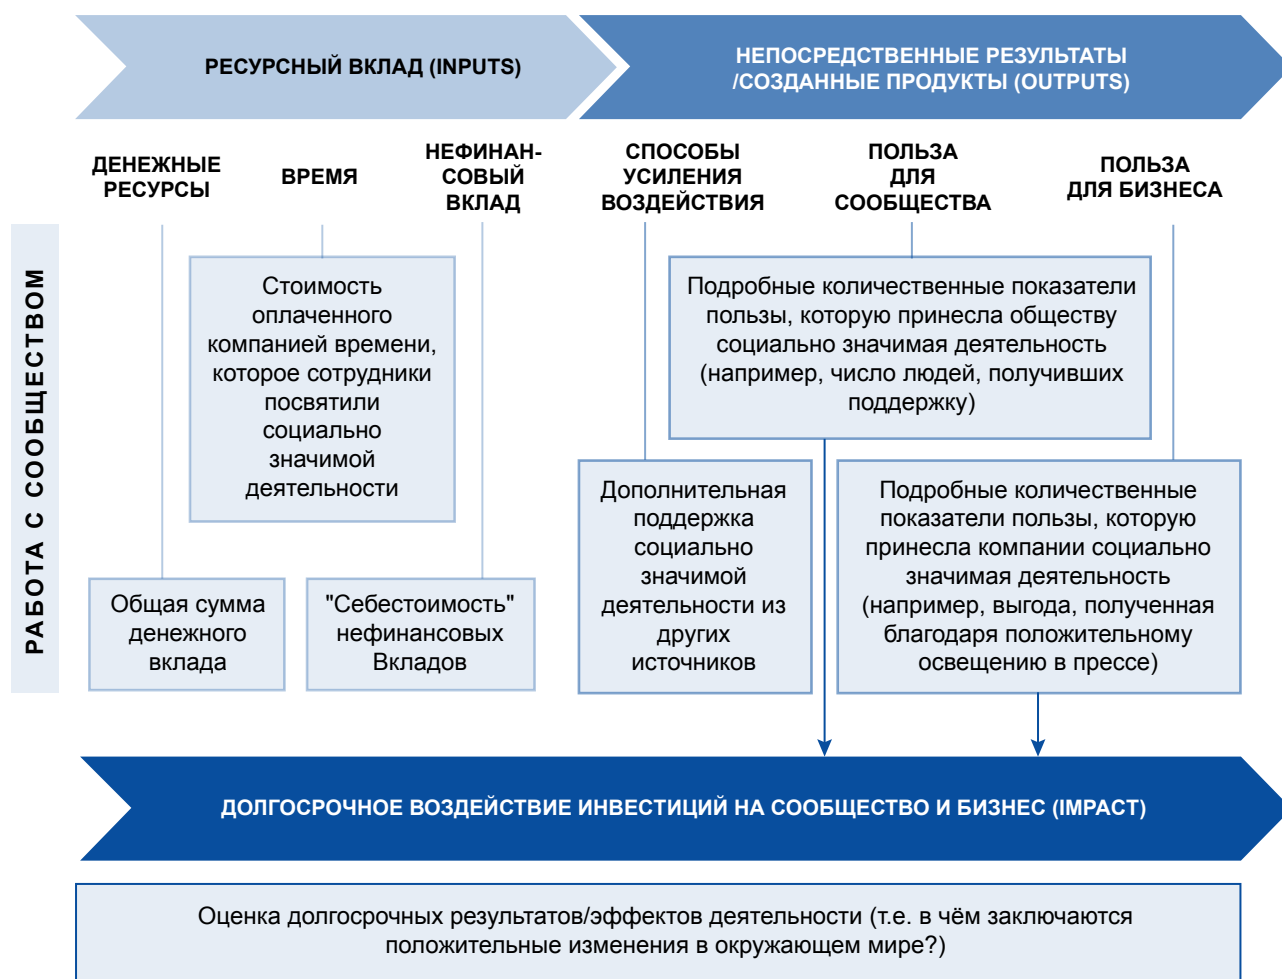 РЕСУРСНЫЙ ВКЛАД (INPUTS)
НЕПОСРЕДСТВЕННЫЕ РЕЗУЛЬТАТЫ
/СОЗДАННЫЕ ПРОДУКТЫ (OUTPUTS)
ДЕНЕЖНЫЕ
РЕСУРСЫ
ВРЕМЯ
НЕФИНАН-
СОВЫЙ
ВКЛАД
СПОСОБЫ
УСИЛЕНИЯ
ВОЗДЕЙСТВИЯ
ПОЛЬЗА
ДЛЯ
СООБЩЕСТВА
ПОЛЬЗА
ДЛЯ БИЗНЕСА
РАБОТА С СООБЩЕСТВОМ
Стоимость
оплаченного
компанией времени,
которое сотрудники
посвятили
социально
значимой
деятельности
Подробные количественные показатели
пользы, которую принесла обществу
социально значимая деятельность
(например, число людей, получивших
поддержку)
Общая сумма
денежного
вклада
"Себестоимость"
нефинансовых
Вкладов
Дополнительная
поддержка
социально
значимой
деятельности из
других
источников
Подробные количественные
показатели пользы, которую
принесла компании социально
значимая деятельность
(например, выгода, полученная
благодаря положительному
освещению в прессе)
ДОЛГОСРОЧНОЕ ВОЗДЕЙСТВИЕ ИНВЕСТИЦИЙ НА СООБЩЕСТВО И БИЗНЕС (IMPACT)
Оценка долгосрочных результатов/эффектов деятельности (т.е. в чём заключаются
положительные изменения в окружающем мире?)